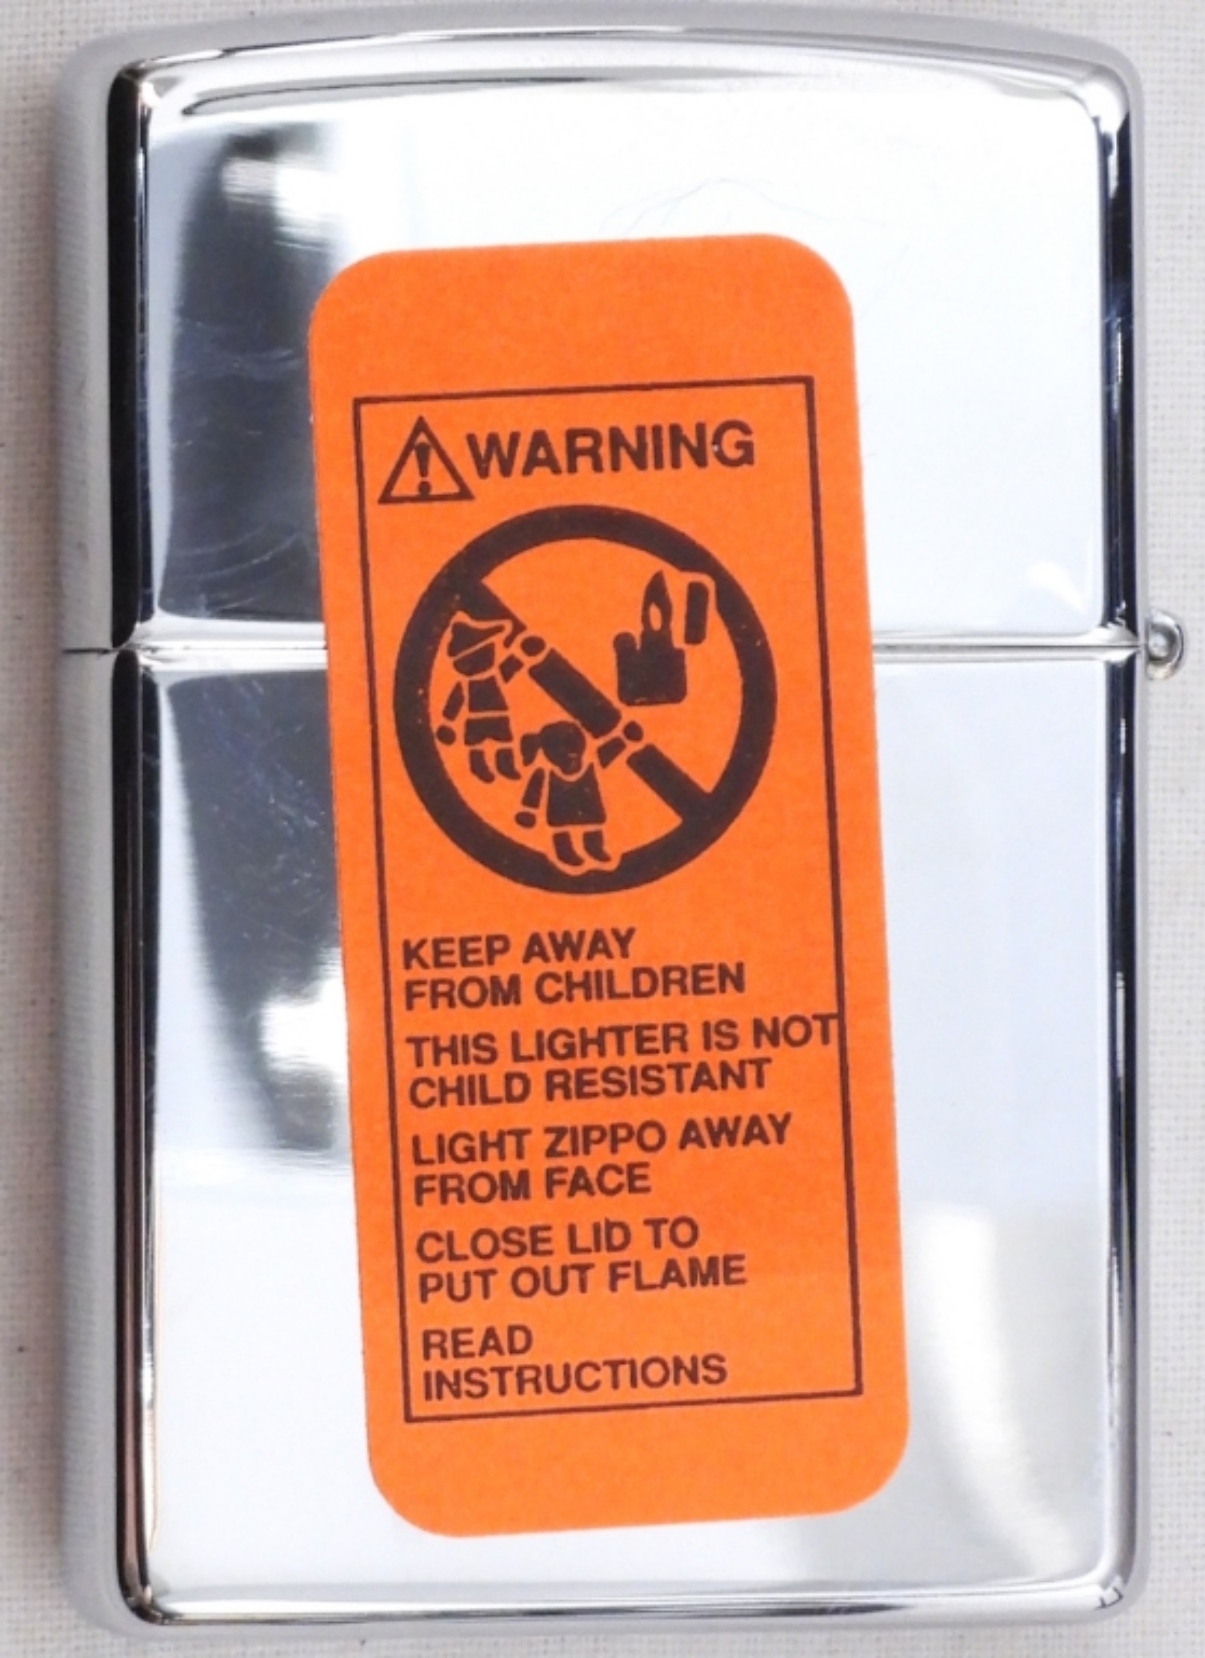 WARNING
KEEP AWAY
FROM CHILDREN
THIS LIGHTER IS NOT
CHILD RESISTANT
LIGHT ZIPPO AWAY
FROM FACE
CLOSE LID TO
PUT OUT FLAME
READ
INSTRUCTIONS